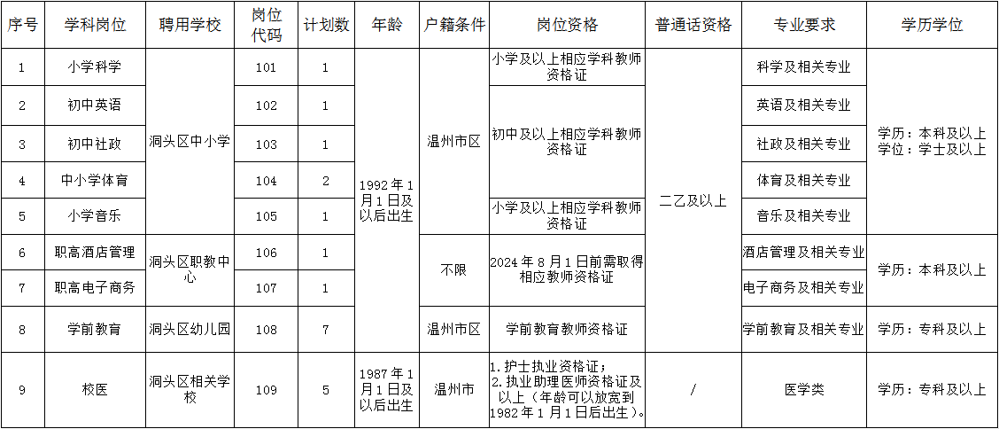 序号 学科岗位 聘用学校 岗位代码 计划数 年龄 户籍条件 岗位资格 普通话资格 专业要求 学历学位
1 小学科学 洞头区中小学 101 1 1992年1月1日及以后出生 温州市区 小学及以上相应学科教师资格证 二乙及以上 科学及相关专业 学历：本科及以上 学位：学士及以上
2 初中英语 102 1 初中及以上相应学科教师资格证 英语及相关专业
3 初中社政 103 1 社政及相关专业
4 中小学体育 104 2 体育及相关专业
5 小学音乐 105 1 小学及以上相应学科教师资格证 音乐及相关专业
6 职高酒店管理 洞头区职教中心 106 1 不限 2024年8月1日前需取得相应教师资格证 酒店管理及相关专业 学历：本科及以上
7 职高电子商务 107 1 电子商务及相关专业
8 学前教育 洞头区幼儿园 108 7 温州市区 学前教育教师资格证 学前教育及相关专业 学历：专科及以上
9 校医 洞头区相关学校 109 5 1987年1月1日及以后出生 温州市 1.护士执业资格证； 2.执业助理医师资格证及以上（年龄可以放宽到1982年1月1日后出生）。 / 医学类 学历：专科及以上